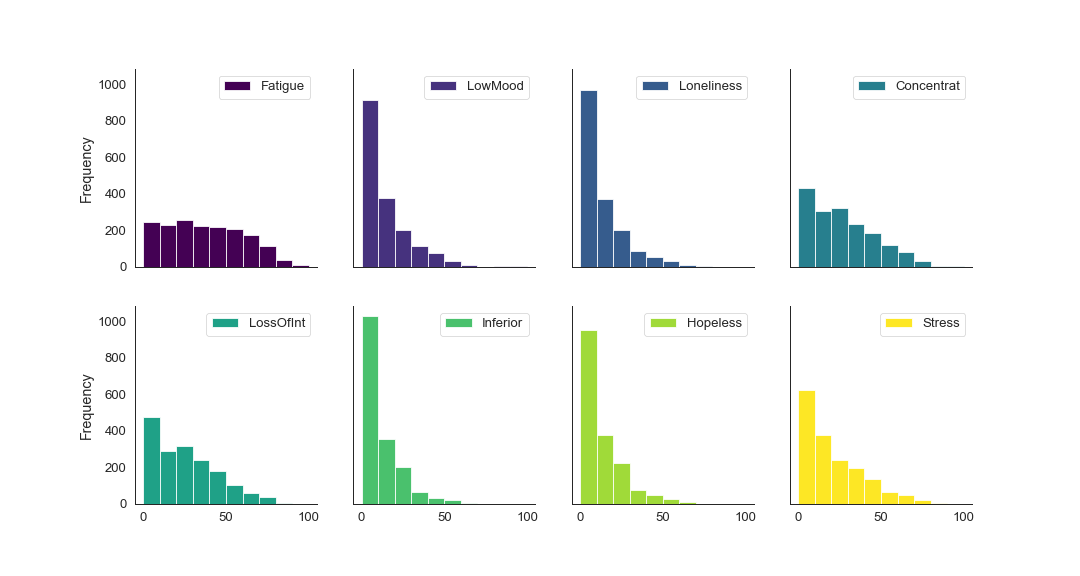 Fatigue
LowMood
Loneliness
Concentrat
Frequency
1000
800
600
400
200
0
LossOfInt
Inferior
Hopeless
Stress
Frequency
1000
800
600
400
200
0
0 50 100
0 50 100
0 50 100
0 50 100